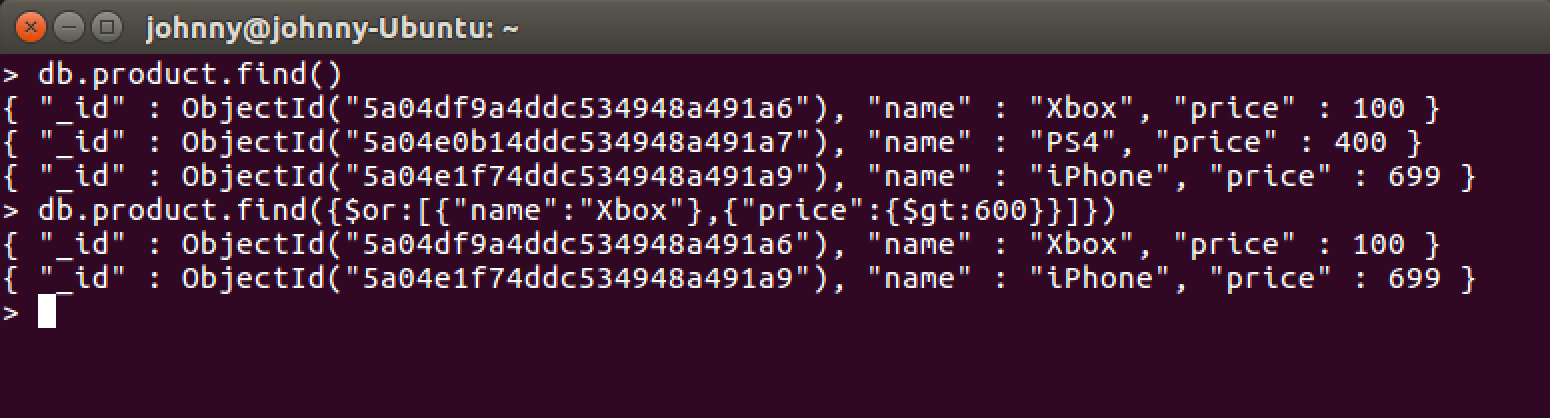 johnny@johnny-Ubuntu: ~
> db.product.find()
{ "_id" : ObjectId("5a04df9a4ddc534948a491a6"), "name" : "Xbox", "price" : 100 }
{ "_id" : ObjectId("5a04e0b14ddc534948a491a7"), "name" : "PS4", "price" : 400 }
{ "_id" : ObjectId("5a04e1f74ddc534948a491a9"), "name" : "iPhone", "price" : 699 }
> db.product.find({$or:[{"name":"Xbox"},{"price":{$gt:600}}]})
{ "_id" : ObjectId("5a04df9a4ddc534948a491a6"), "name" : "Xbox", "price" : 100 }
{ "_id" : ObjectId("5a04e1f74ddc534948a491a9"), "name" : "iPhone", "price" : 699 }
>